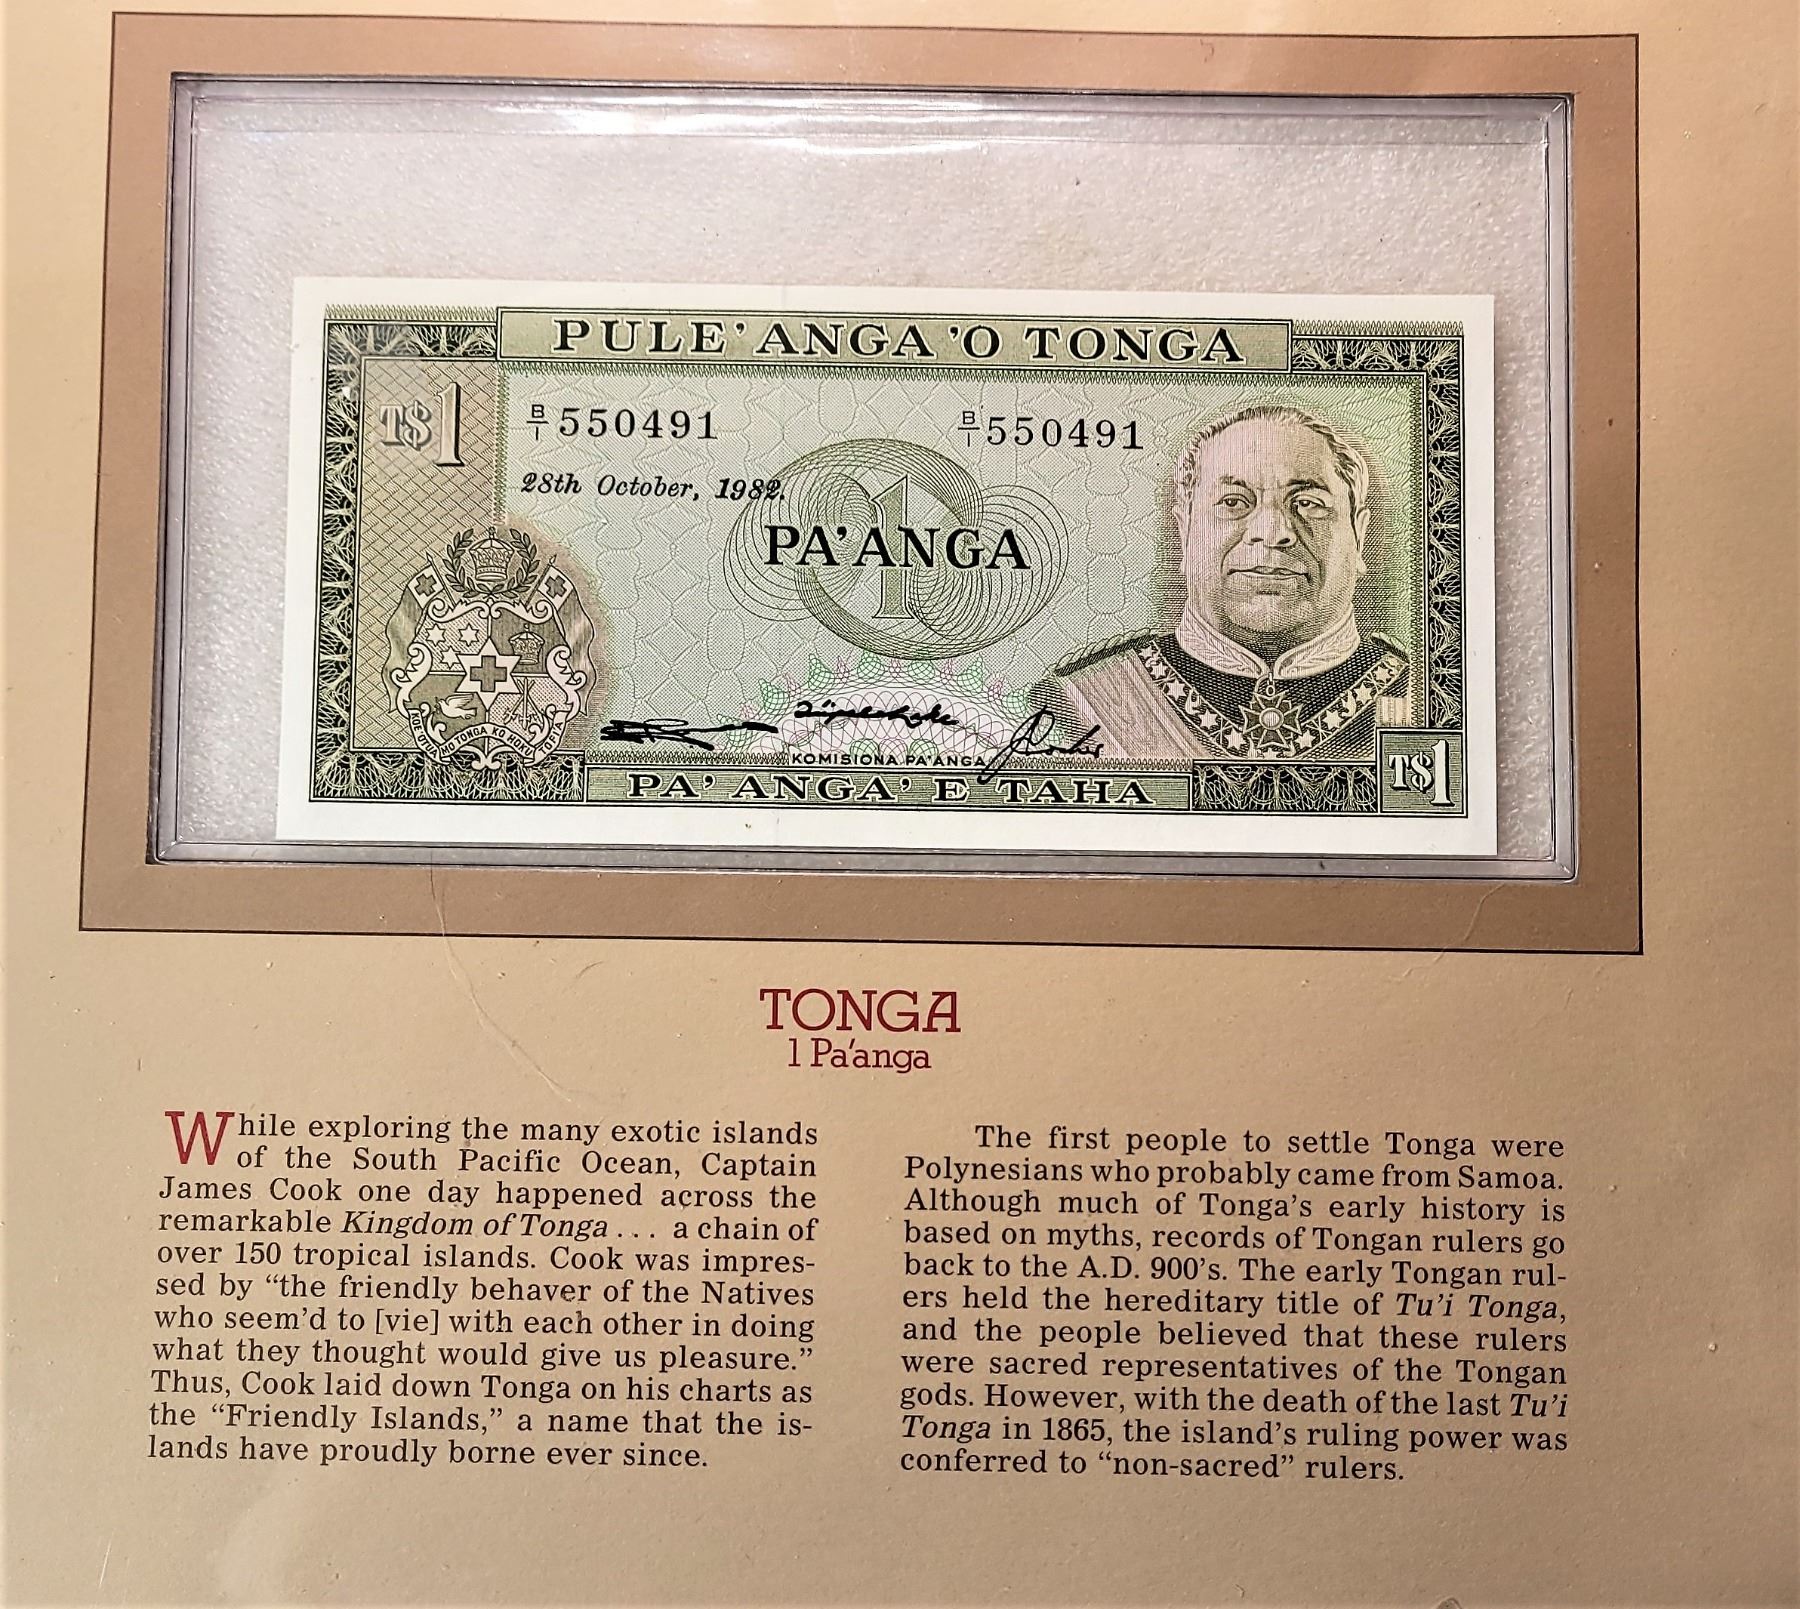 PULE'ANGA 'O TONGA
T$1
B/1 550491
B/1 550491
28th October, 1982.
1
PA'ANGA
KOE OTUA MO TONGA KO HOKU TOFIA
KOMISIONA PA'ANGA
PA'ANGA' E TAHA
T$1
TONGA
1 Pa'anga
While exploring the many exotic islands
of the South Pacific Ocean, Captain
James Cook one day happened across the
remarkable Kingdom of Tonga . . . a chain of
over 150 tropical islands. Cook was impres-
sed by “the friendly behaver of the Natives
who seem'd to [vie] with each other in doing
what they thought would give us pleasure.”
Thus, Cook laid down Tonga on his charts as
the “Friendly Islands,” a name that the is-
lands have proudly borne ever since.
The first people to settle Tonga were
Polynesians who probably came from Samoa.
Although much of Tonga's early history is
based on myths, records of Tongan rulers go
back to the A.D. 900's. The early Tongan rul-
ers held the hereditary title of Tu'i Tonga,
and the people believed that these rulers
were sacred representatives of the Tongan
gods. However, with the death of the last Tu'i
Tonga in 1865, the island's ruling power was
conferred to “non-sacred” rulers.